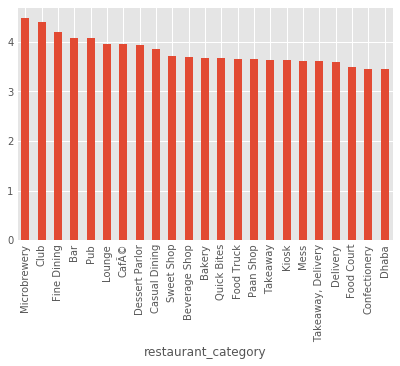 4
3
2
1
0
Microbrewery
Club
Fine Dining
Bar
Pub
Lounge
CafÃ©
Dessert Parlor
Casual Dining
Sweet Shop
Beverage Shop
Bakery
Quick Bites
Food Truck
Paan Shop
Takeaway
Kiosk
Mess
Takeaway, Delivery
Delivery
Food Court
Confectionery
Dhaba
restaurant_category